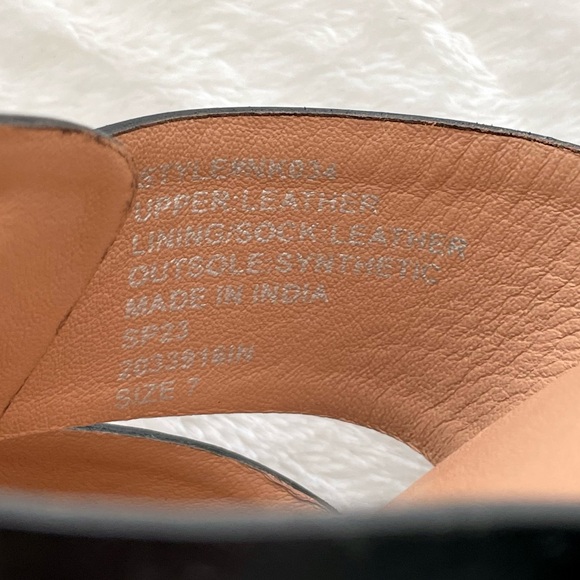 UPPER:LEATHER
LINING/SOCK:LEATHER
OUTSOLE:SYNTHETIC
MADE IN INDIA
SP23
SIZE 7